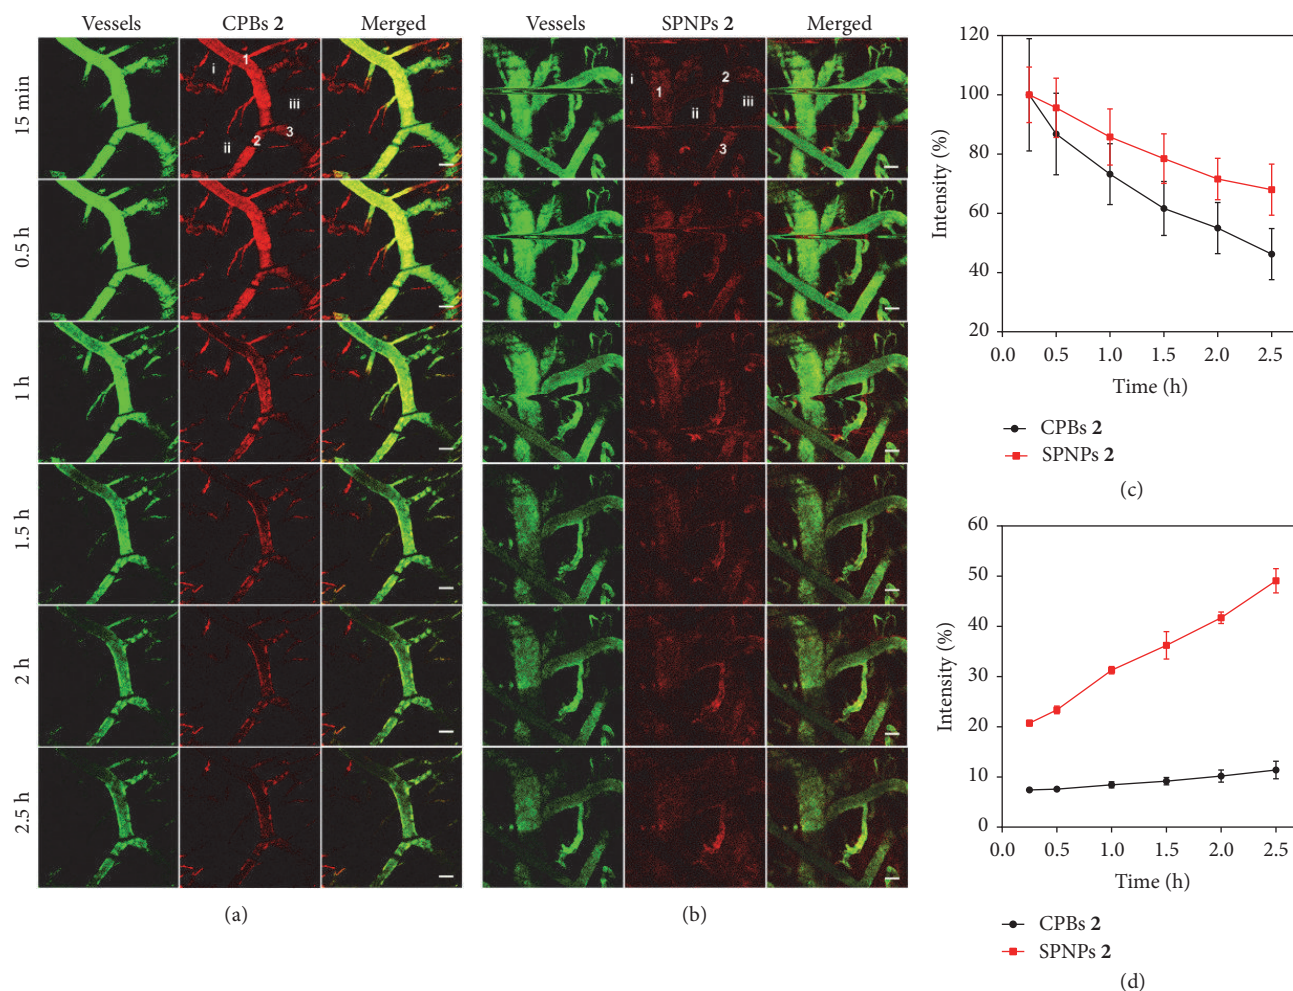 Vessels CPBs 2 Merged
15 min
0.5 h
1 h
1.5 h
2 h
2.5 h
i
1
iii
ii
2
3
(a)
Vessels SPNPs 2 Merged
i
1
2
ii
iii
3
(b)
120
100
80
60
40
20
0.0 0.5 1.0 1.5 2.0 2.5
Intensity (%)
Time (h)
CPBs 2
SPNPs 2
(c)
60
50
40
30
20
10
0
0.0 0.5 1.0 1.5 2.0 2.5
Intensity (%)
Time (h)
CPBs 2
SPNPs 2
(d)